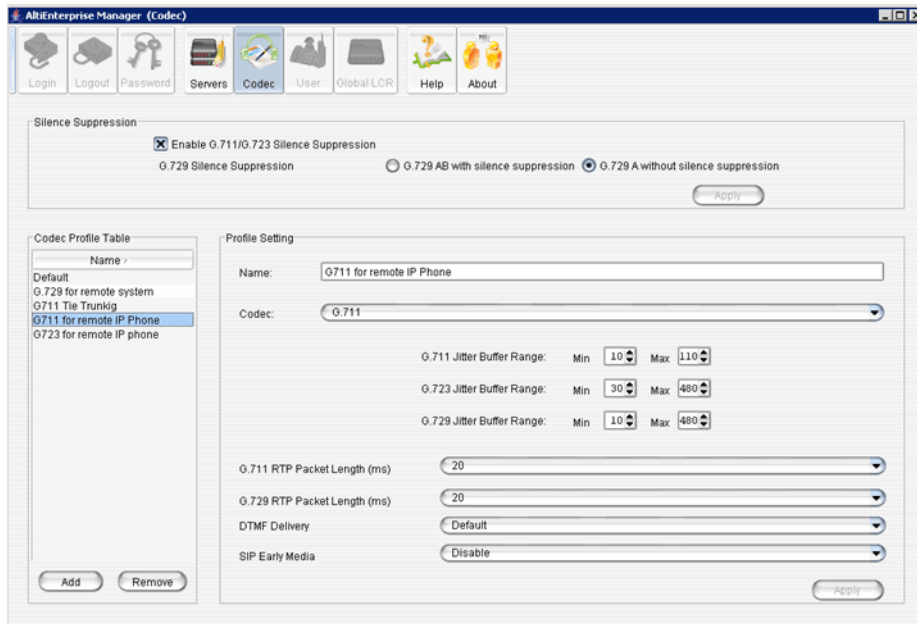 AltiEnterprise Manager (Codec)
Login Logout Password Servers Codec User Global LCR Help About
Silence Suppression
Enable G.711/G.723 Silence Suppression
G.729 Silence Suppression G.729 AB with silence suppression G.729 A without silence suppression
Apply
Codec Profile Table
Name
Default
G.729 for remote system
G711 Tie Trunkig
G711 for remote IP Phone
G723 for remote IP phone
Add Remove
Profile Setting
Name: G711 for remote IP Phone
Codec: G.711
G.711 Jitter Buffer Range: Min 10 Max 110
G.723 Jitter Buffer Range: Min 30 Max 480
G.729 Jitter Buffer Range: Min 10 Max 480
G.711 RTP Packet Length (ms) 20
G.729 RTP Packet Length (ms) 20
DTMF Delivery Default
SIP Early Media Disable
Apply